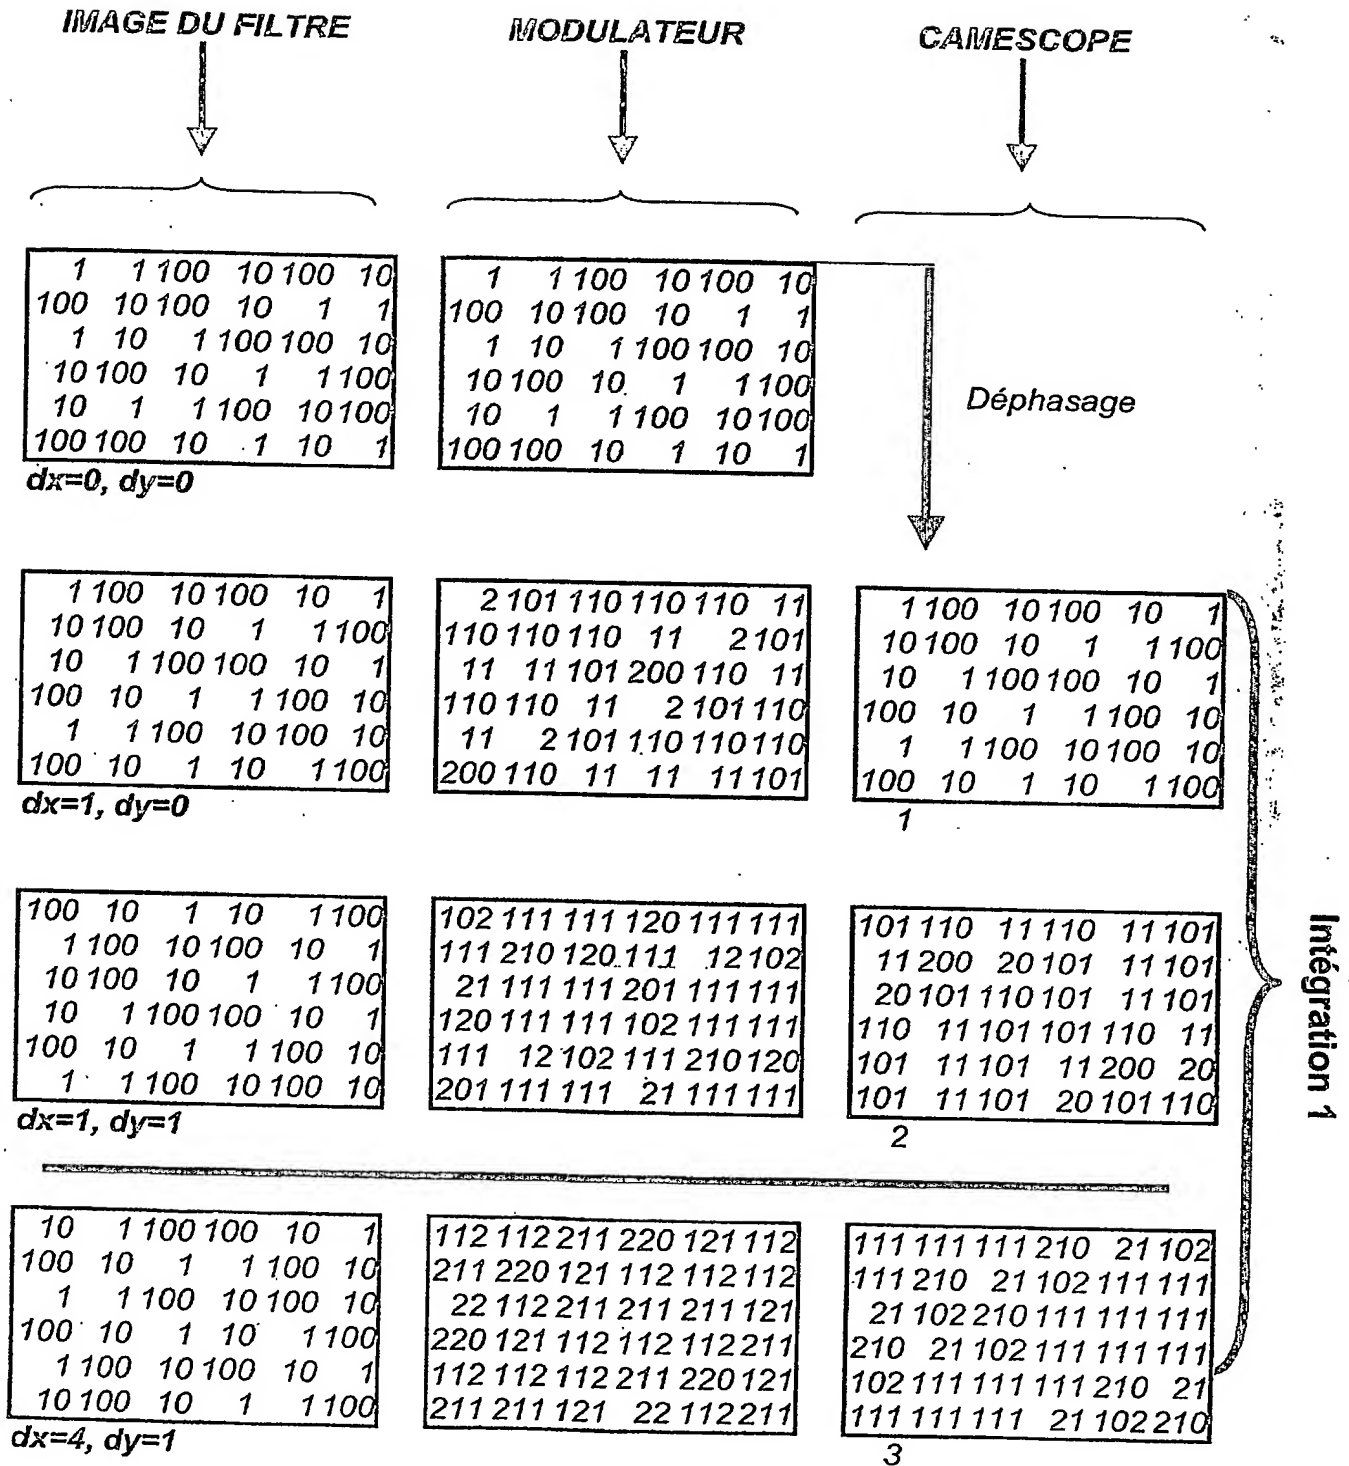 IMAGE DU FILTRE MODULATEUR CAMESCOPE
1 1 100 10 100 10
100 10 100 10 1 1
1 10 1 100 100 10
10 100 10 1 1 100
10 1 1 100 10 100
100 100 10 1 10 1
dx=0, dy=0
1 1 100 10 100 10
100 10 100 10 1 1
1 10 1 100 100 10
10 100 10 1 1 100
10 1 1 100 10 100
100 100 10 1 10 1
Déphasage
1 100 10 100 10 1
10 100 10 1 1 100
10 1 100 100 10 1
100 10 1 1 100 10
1 1 100 10 100 10
100 10 1 10 1 100
dx=1, dy=0
2 101 110 110 110 11
110 110 110 11 2 101
11 11 101 200 110 11
110 110 11 2 101 110
11 2 101 110 110 110
200 110 11 11 11 101
1 100 10 100 10 1
10 100 10 1 1 100
10 1 100 100 10 1
100 10 1 1 100 10
1 1 100 10 100 10
100 10 1 10 1 100
1
100 10 1 10 1 100
1 100 10 100 10 1
10 100 10 1 1 100
10 1 100 100 10 1
100 10 1 1 100 10
1 1 100 10 100 10
dx=1, dy=1
102 111 111 120 111 111
111 210 120 111 12 102
21 111 111 201 111 111
120 111 111 102 111 111
111 12 102 111 210 120
201 111 111 21 111 111
101 110 11 110 11 101
11 200 20 101 11 101
20 101 110 101 11 101
110 11 101 101 110 11
101 11 101 11 200 20
101 11 101 20 101 110
2
Intégration 1
10 1 100 100 10 1
100 10 1 1 100 10
1 1 100 10 100 10
100 10 1 10 1 100
1 100 10 100 10 1
10 100 10 1 1 100
dx=4, dy=1
112 112 211 220 121 112
211 220 121 112 112 112
22 112 211 211 211 121
220 121 112 112 112 211
112 112 112 211 220 121
211 211 121 22 112 211
111 111 111 210 21 102
111 210 21 102 111 111
21 102 210 111 111 111
210 21 102 111 111 111
102 111 111 111 210 21
111 111 111 21 102 210
3